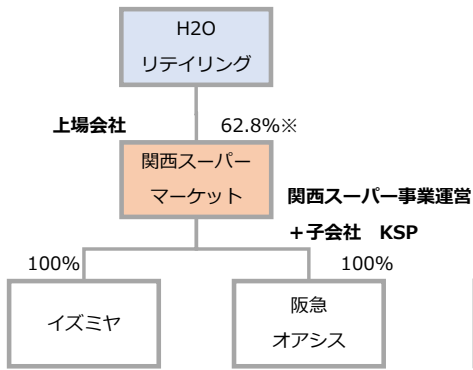 H2O
リテイリング
上場会社
62.8%※
関西スーパー
マーケット
関西スーパー事業運営
＋子会社 KSP
100%
100%
イズミヤ
阪急
オアシス